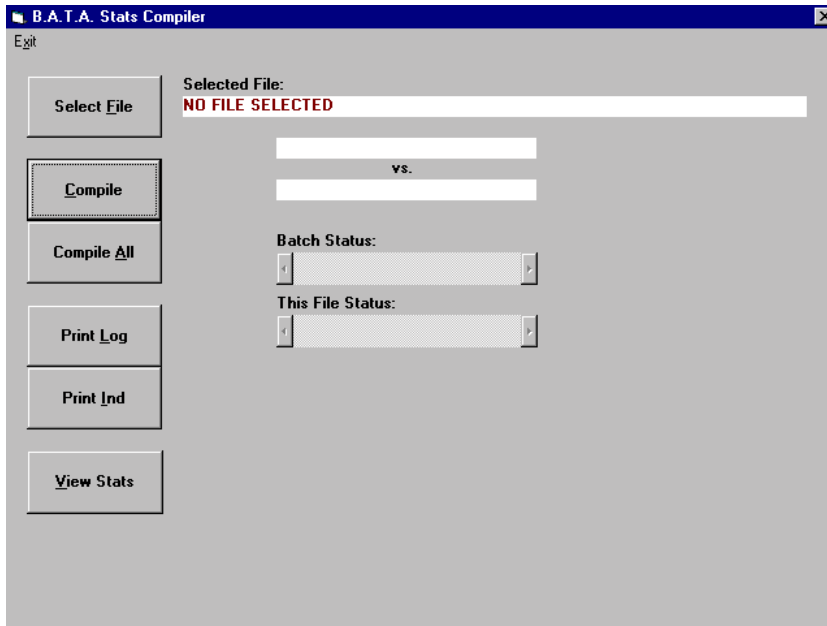 B.A.T.A. Stats Compiler
Exit
Selected File:
Select File
NO FILE SELECTED
vs.
Compile
Batch Status:
Compile All
This File Status:
Print Log
Print Ind
View Stats